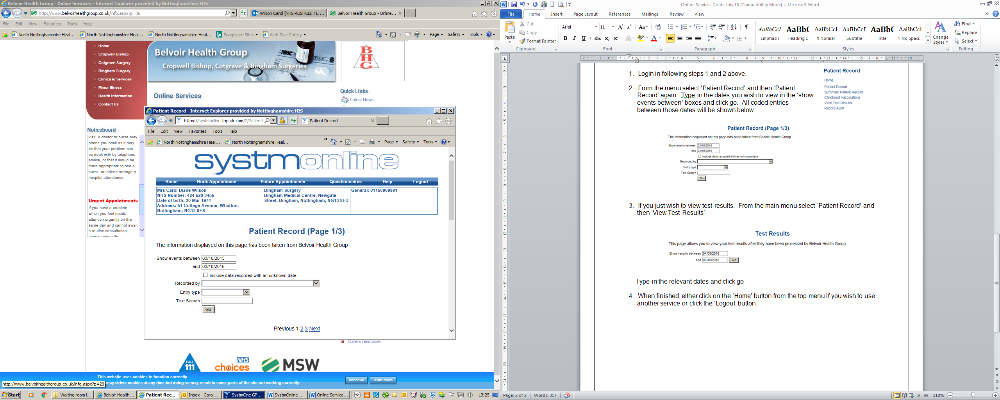 Belvoir Health Group - Online Services - Internet Explorer provided by Nottinghamshire HIS
http://www.belvoirhealthgroup.co.uk/info.aspx?p=18
Wilson Carol (NHS RUSHCLIFFE ...
Belvoir Health Group - Online...
File Edit View Favorites Tools Help
North Nottinghamshire Heal... North Nottinghamshire Heal... North Nottinghamshire Heal... Suggested Sites Web Slice Gallery Page Safety Tools
Home
Cropwell Bishop
Cotgrave Surgery
Bingham Surgery
Clinics & Services
Minor Illness
Health Information
Contact Us
Belvoir Health Group
Cropwell Bishop, Cotgrave & Bingham Surgeries
BHG
Online Services
Quick Links
Latest News
Noticeboard
visit. A doctor or nurse may
phone you back as it may
be that your problem can
be dealt with by telephone
advice, or that it would be
more appropriate to see a
nurse, or indeed arrange a
hospital attendance.
Urgent Appointments
If you have a problem
which you feel needs
attention urgently on the
same day and cannot await
a routine consultation,
please phone the
Patient Record - Internet Explorer provided by Nottinghamshire HIS
https://systmonline.tpp-uk.com/2/Patient
Patient Record
File Edit View Favorites Tools Help
North Nottinghamshire Heal... North Nottinghamshire Heal... » Page Safety Tools
systmonline
TM
Home Book Appointment Future Appointments Questionnaires Help Logout
Mrs Carol Diane Wilson
NHS Number: 424 520 3455
Date of birth: 30 Mar 1974
Address: 51 Cottage Avenue, Whatton,
Nottingham, NG13 9FS
Bingham Surgery
Bingham Medical Centre, Newgate
Street, Bingham, Nottingham, NG13 8FD
General: 01158969991
Patient Record (Page 1/3)
The information displayed on this page has been taken from Belvoir Health Group
Show events between 03/10/2015
and 03/10/2016
Include data recorded with an unknown date
Recorded by
Entry type
Text Search
Go
Previous 1 2 3 Next
Carers resources
CALL
111
NHS
choices
MSW
This website uses cookies to function correctly.
may delete cookies at any time but doing so may result in some parts of the site not working correctly.
continue learn more
http://www.belvoirhealthgroup.co.uk/info.aspx?p=20
Start Waiting room l... Belvoir Health... Patient Rec... Inbox - Carol.... SystmOne GP... SystmOnline ... Online Service... 13:25
Online Services Guide July 16 [Compatibility Mode] - Microsoft Word
File Home Insert Page Layout References Mailings Review View
Paste
Cut
Copy
Format Painter
Clipboard
Arial 11
Font
Paragraph
AaBbCcI AaBbC AaBbCcI AaBbCcI AaBbC AaBbCcI
Emphasis Heading 1 ¶ Normal Subtitle Title ¶ No Spaci...
Change
Styles
Styles
Find
Replace
Select
Editing
1. Login in following steps 1 and 2 above.
2. From the menu select ‘Patient Record’ and then ‘Patient
Record’ again. Type in the dates you wish to view in the ‘show
events between’ boxes and click go. All coded entries
between those dates will be shown below.
Patient Record
Home
Patient Record
Summary Patient Record
Childhood Vaccinations
View Test Results
Record Audit
Patient Record (Page 1/3)
The information displayed on this page has been taken from Belvoir Health Group
Show events between 03/10/2015
and 03/10/2016
Include data recorded with an unknown date
Recorded by
Entry type
Text Search
Go
3. If you just wish to view test results. From the main menu select ‘Patient Record’ and
then ‘View Test Results’
Test Results
This page allows you to view your test results after they have been processed by Belvoir Health Group.
Show results between 04/08/2016
and 03/10/2016 Go
Type in the relevant dates and click go
4. When finished, either click on the ‘Home’ button from the top menu if you wish to use
another service or click the ‘Logout’ button.
Page: 2 of 2 Words: 317 110%